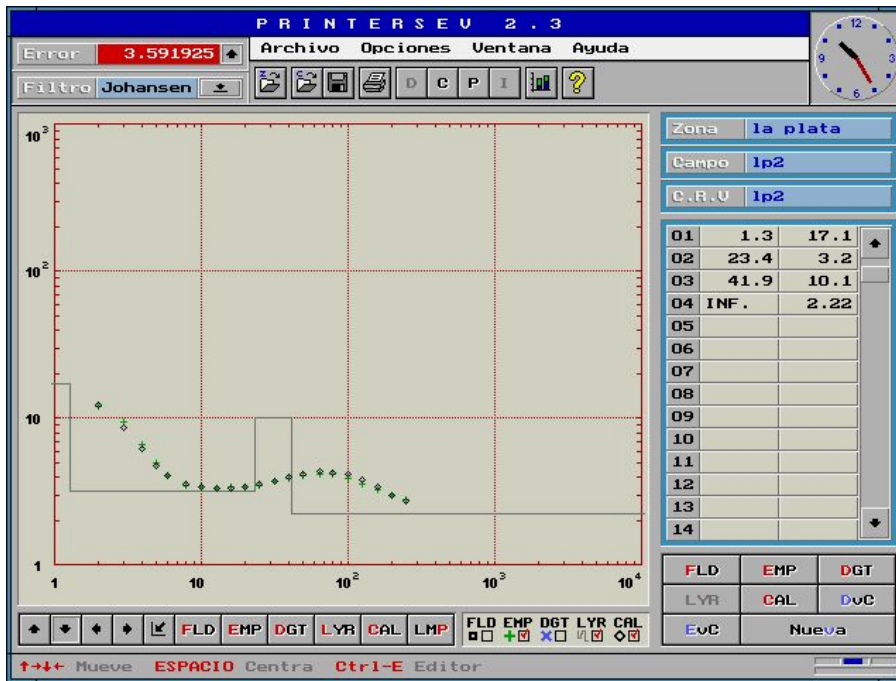 PRINTERSEV 2.3
Error 3.591925
Archivo Opciones Ventana Ayuda
Filtro Johansen
Z C D C P I ?
12
3
6
9
10³
10²
10
1
1 10 10² 10³ 10⁴
Zona la plata
Campo lp2
C.R.V lp2
01 1.3 17.1
02 23.4 3.2
03 41.9 10.1
04 INF. 2.22
05
06
07
08
09
10
11
12
13
14
FLD EMP DGT
LYR CAL DvC
EvC Nueva
FLD EMP DGT LYR CAL LMP
FLD EMP DGT LYR CAL
↑→↓← Mueve ESPACIO Centra Ctrl-E Editor